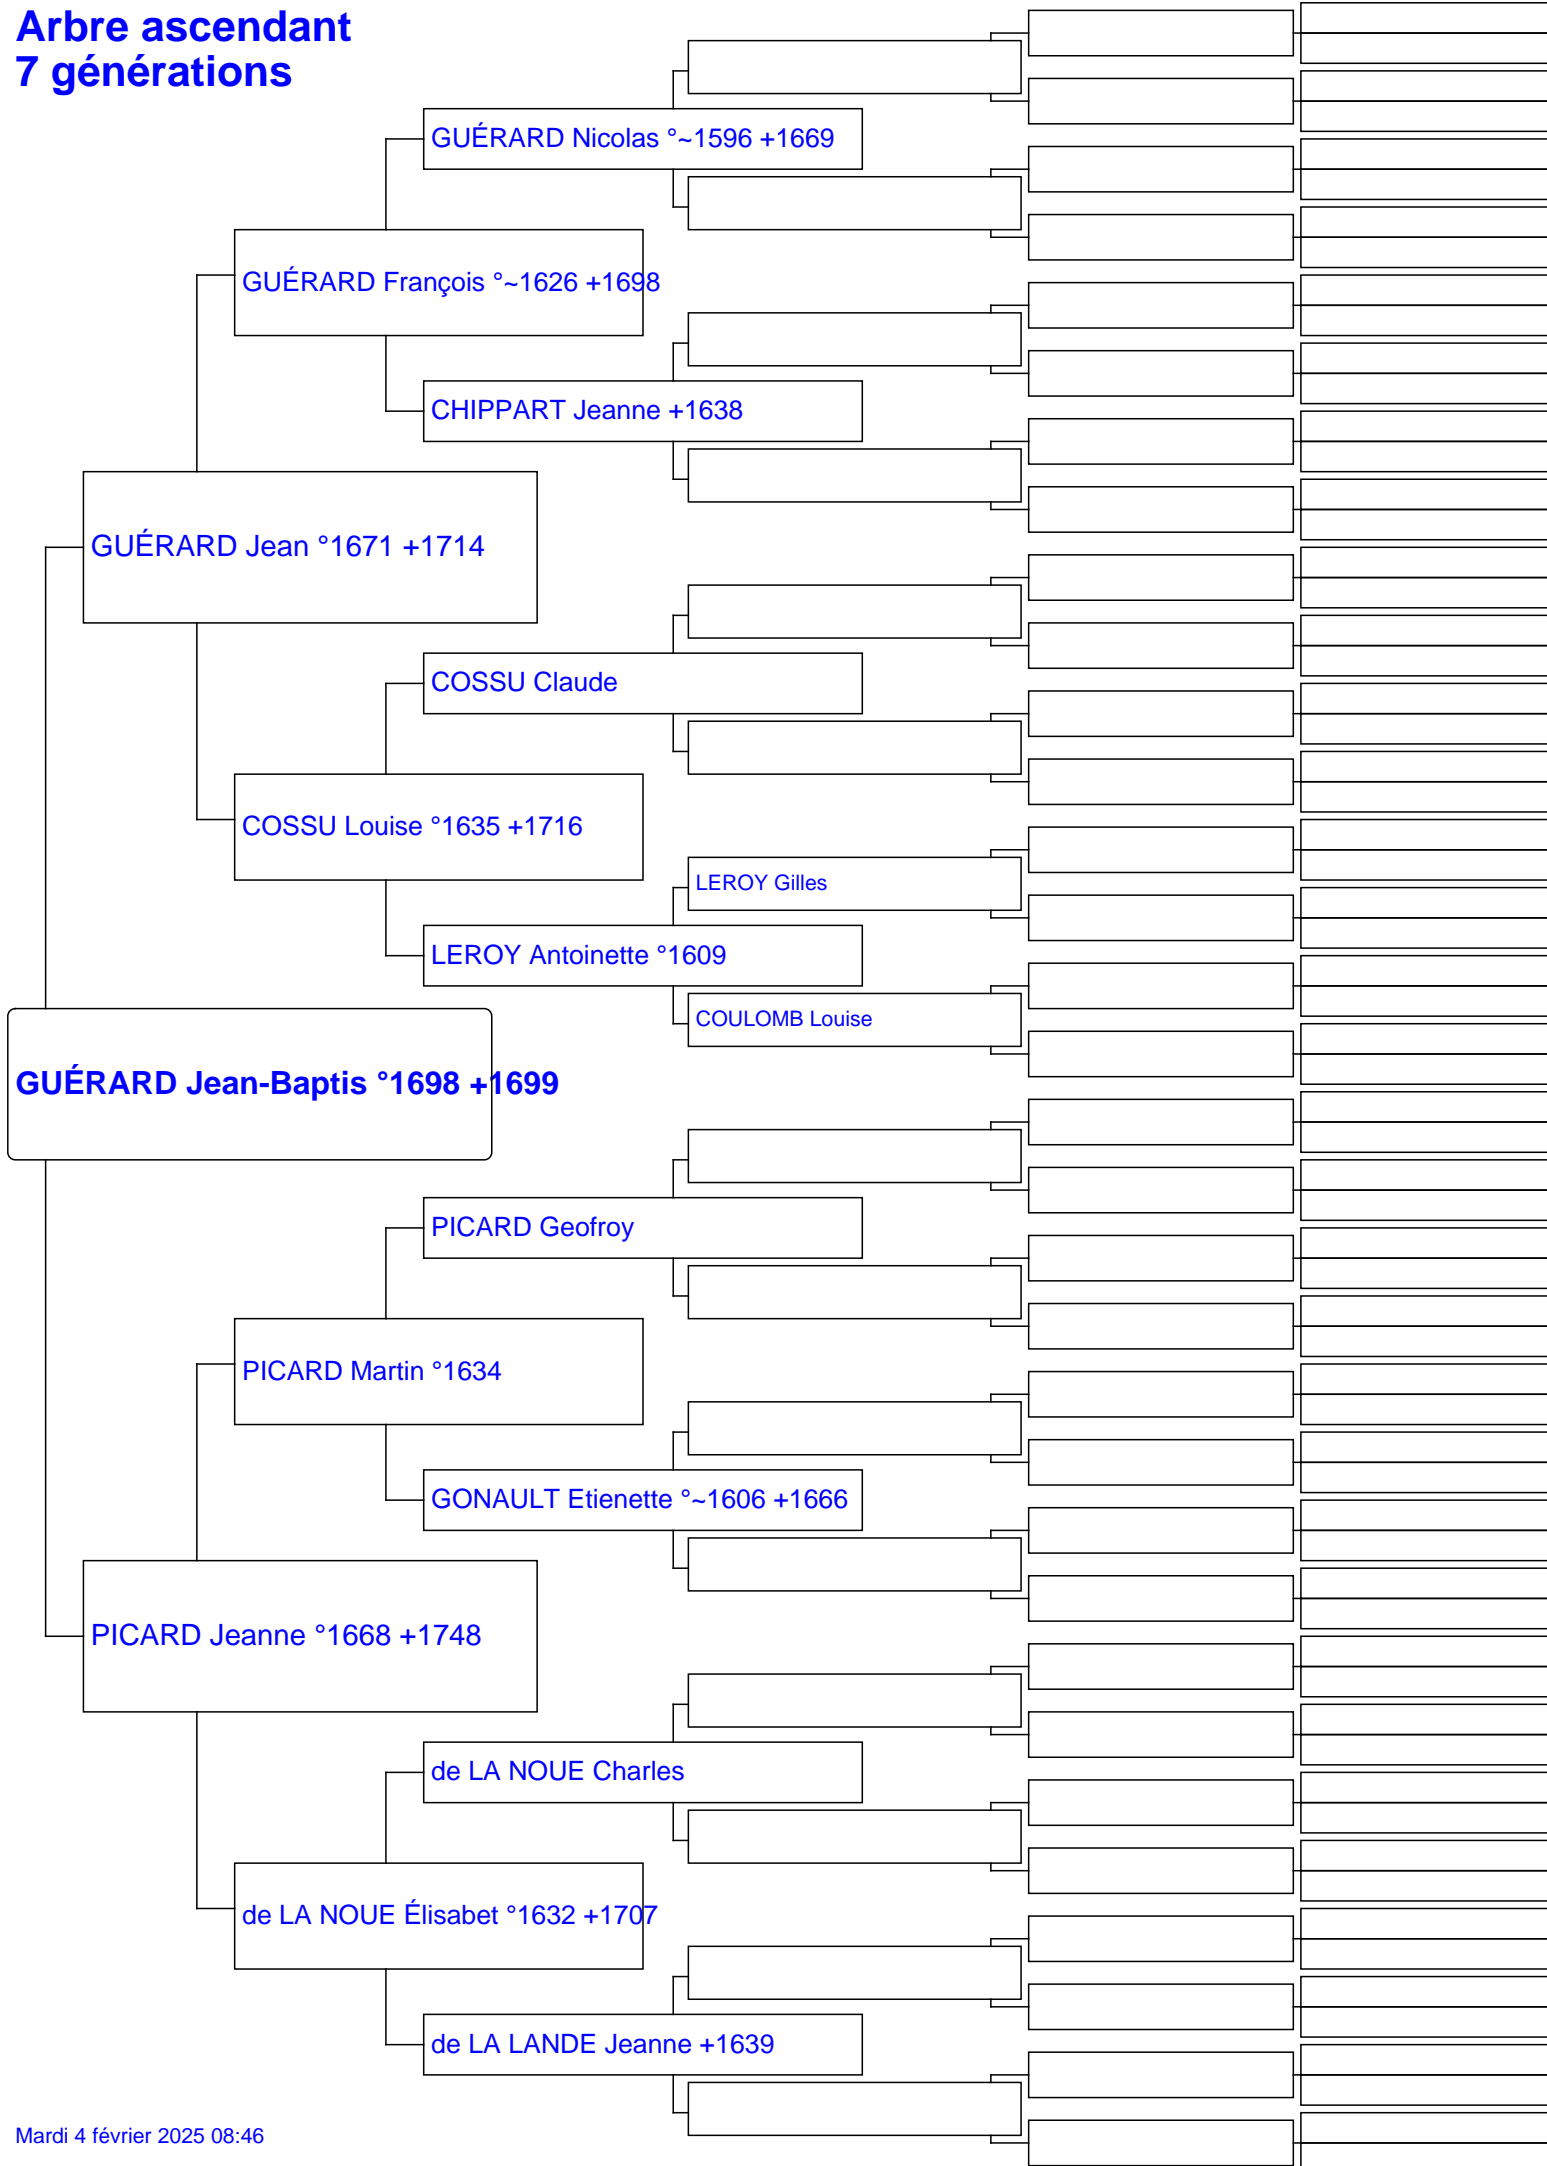 Arbre ascendant
7 générations
GUÉRARD Nicolas °~1596 +1669
GUÉRARD François °~1626 +1698
CHIPPART Jeanne +1638
GUÉRARD Jean °1671 +1714
COSSU Claude
COSSU Louise °1635 +1716
LEROY Gilles
LEROY Antoinette °1609
COULOMB Louise
GUÉRARD Jean-Baptis °1698 +1699
PICARD Geofroy
PICARD Martin °1634
GONAULT Etienette °~1606 +1666
PICARD Jeanne °1668 +1748
de LA NOUE Charles
de LA NOUE Élisabet °1632 +1707
de LA LANDE Jeanne +1639
Mardi 4 février 2025 08:46